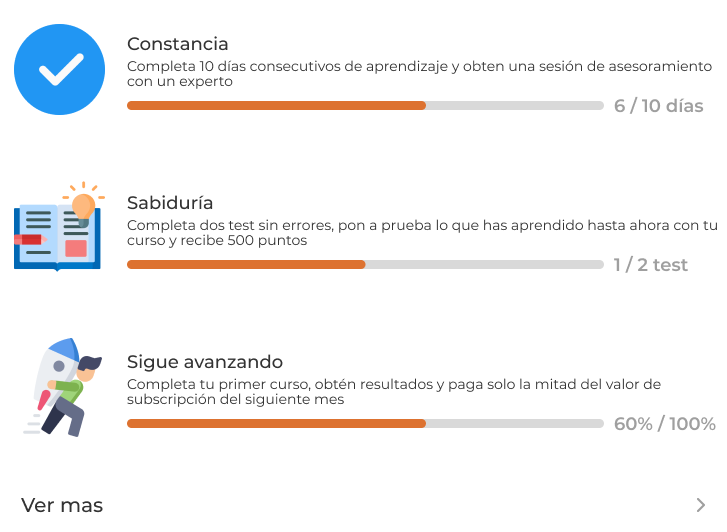 Constancia
Completa 10 días consecutivos de aprendizaje y obten una sesión de asesoramiento
con un experto
6 / 10 días
Sabiduría
Completa dos test sin errores, pon a prueba lo que has aprendido hasta ahora con tu
curso y recibe 500 puntos
1 / 2 test
Sigue avanzando
Completa tu primer curso, obtén resultados y paga solo la mitad del valor de
subscripción del siguiente mes
60% / 100%
Ver mas